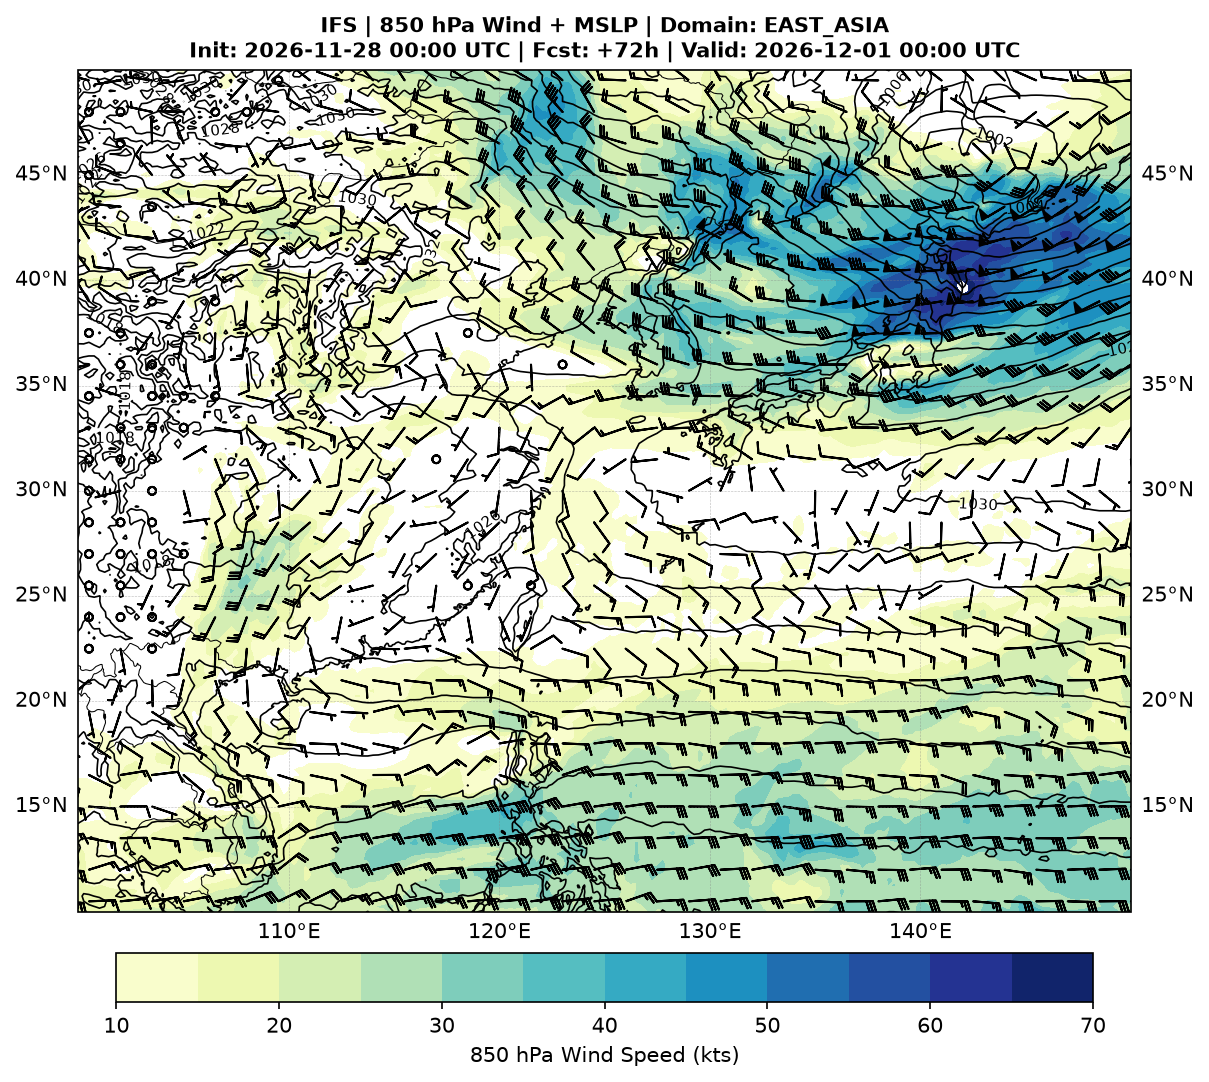 IFS | 850 hPa Wind + MSLP | Domain: EAST_ASIA
Init: 2026-11-28 00:00 UTC | Fcst: +72h | Valid: 2026-12-01 00:00 UTC
1030
1028
1030
1002
45°N 45°N
1030
1027
40°N 40°N
35°N 35°N
1018
1018
30°N 30°N
1030
25°N 25°N
20°N 20°N
15°N 15°N
110°E 120°E 130°E 140°E
10 20 30 40 50 60 70
850 hPa Wind Speed (kts)